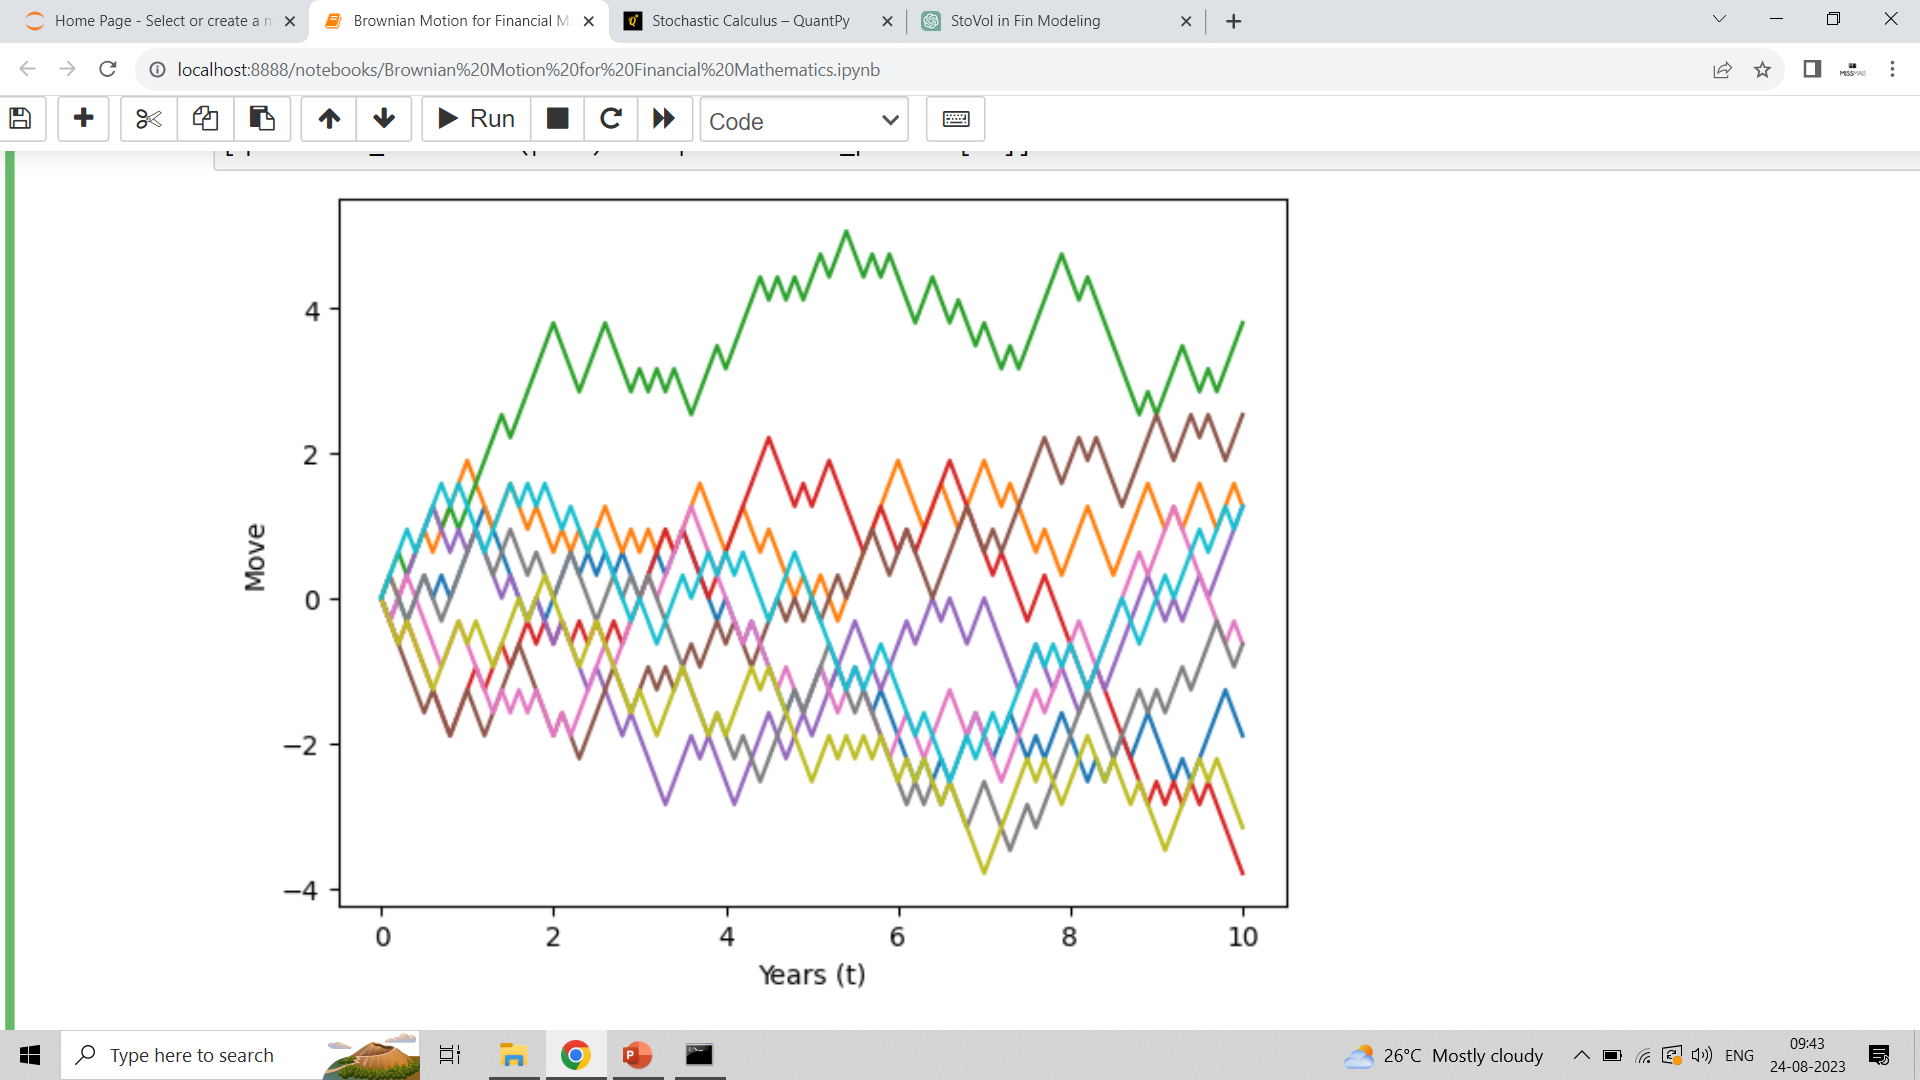 Home Page - Select or create a n
Brownian Motion for Financial M
Stochastic Calculus – QuantPy
StoVol in Fin Modeling
localhost:8888/notebooks/Brownian%20Motion%20for%20Financial%20Mathematics.ipynb
Run
Code
4
2
0
−2
−4
Move
0 2 4 6 8 10
Years (t)
Type here to search
P
26°C Mostly cloudy
ENG
09:43
24-08-2023